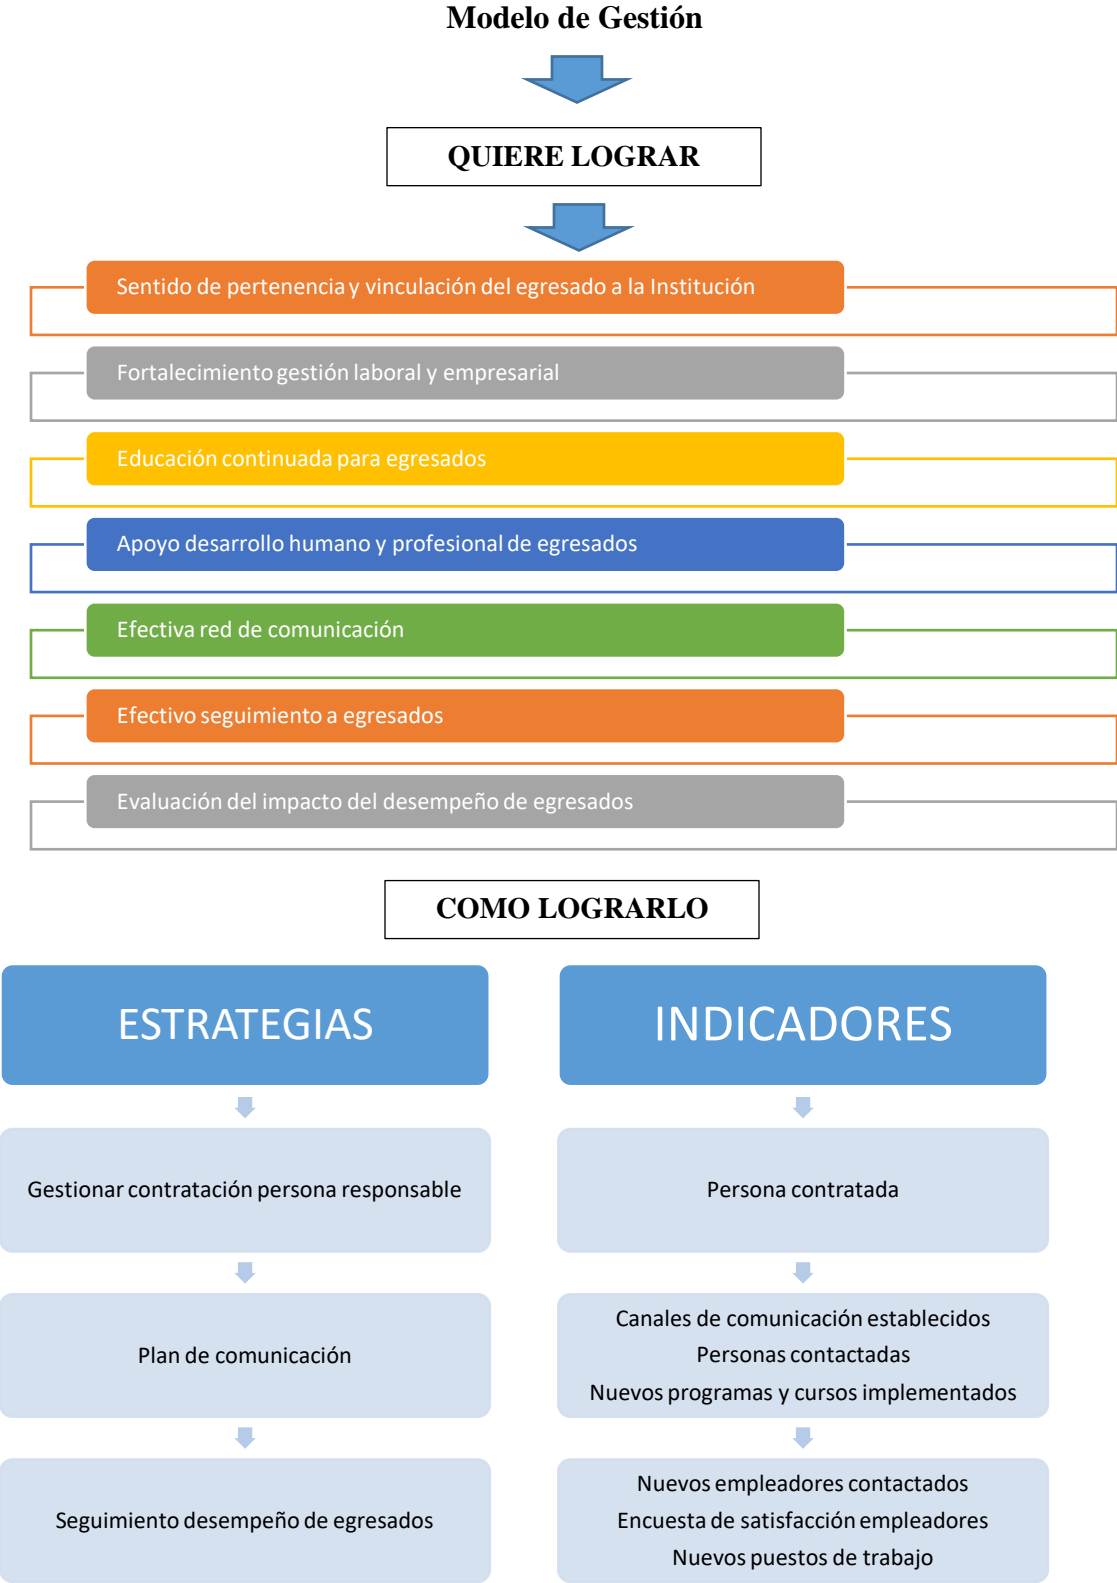 Modelo de Gestión
QUIERE LOGRAR
Sentido de pertenencia y vinculación del egresado a la Institución
Fortalecimiento gestión laboral y empresarial
Educación continuada para egresados
Apoyo desarrollo humano y profesional de egresados
Efectiva red de comunicación
Efectivo seguimiento a egresados
Evaluación del impacto del desempeño de egresados
COMO LOGRARLO
ESTRATEGIAS
Gestionar contratación persona responsable
Plan de comunicación
Seguimiento desempeño de egresados
INDICADORES
Persona contratada
Canales de comunicación establecidos
Personas contactadas
Nuevos programas y cursos implementados
Nuevos empleadores contactados
Encuesta de satisfacción empleadores
Nuevos puestos de trabajo